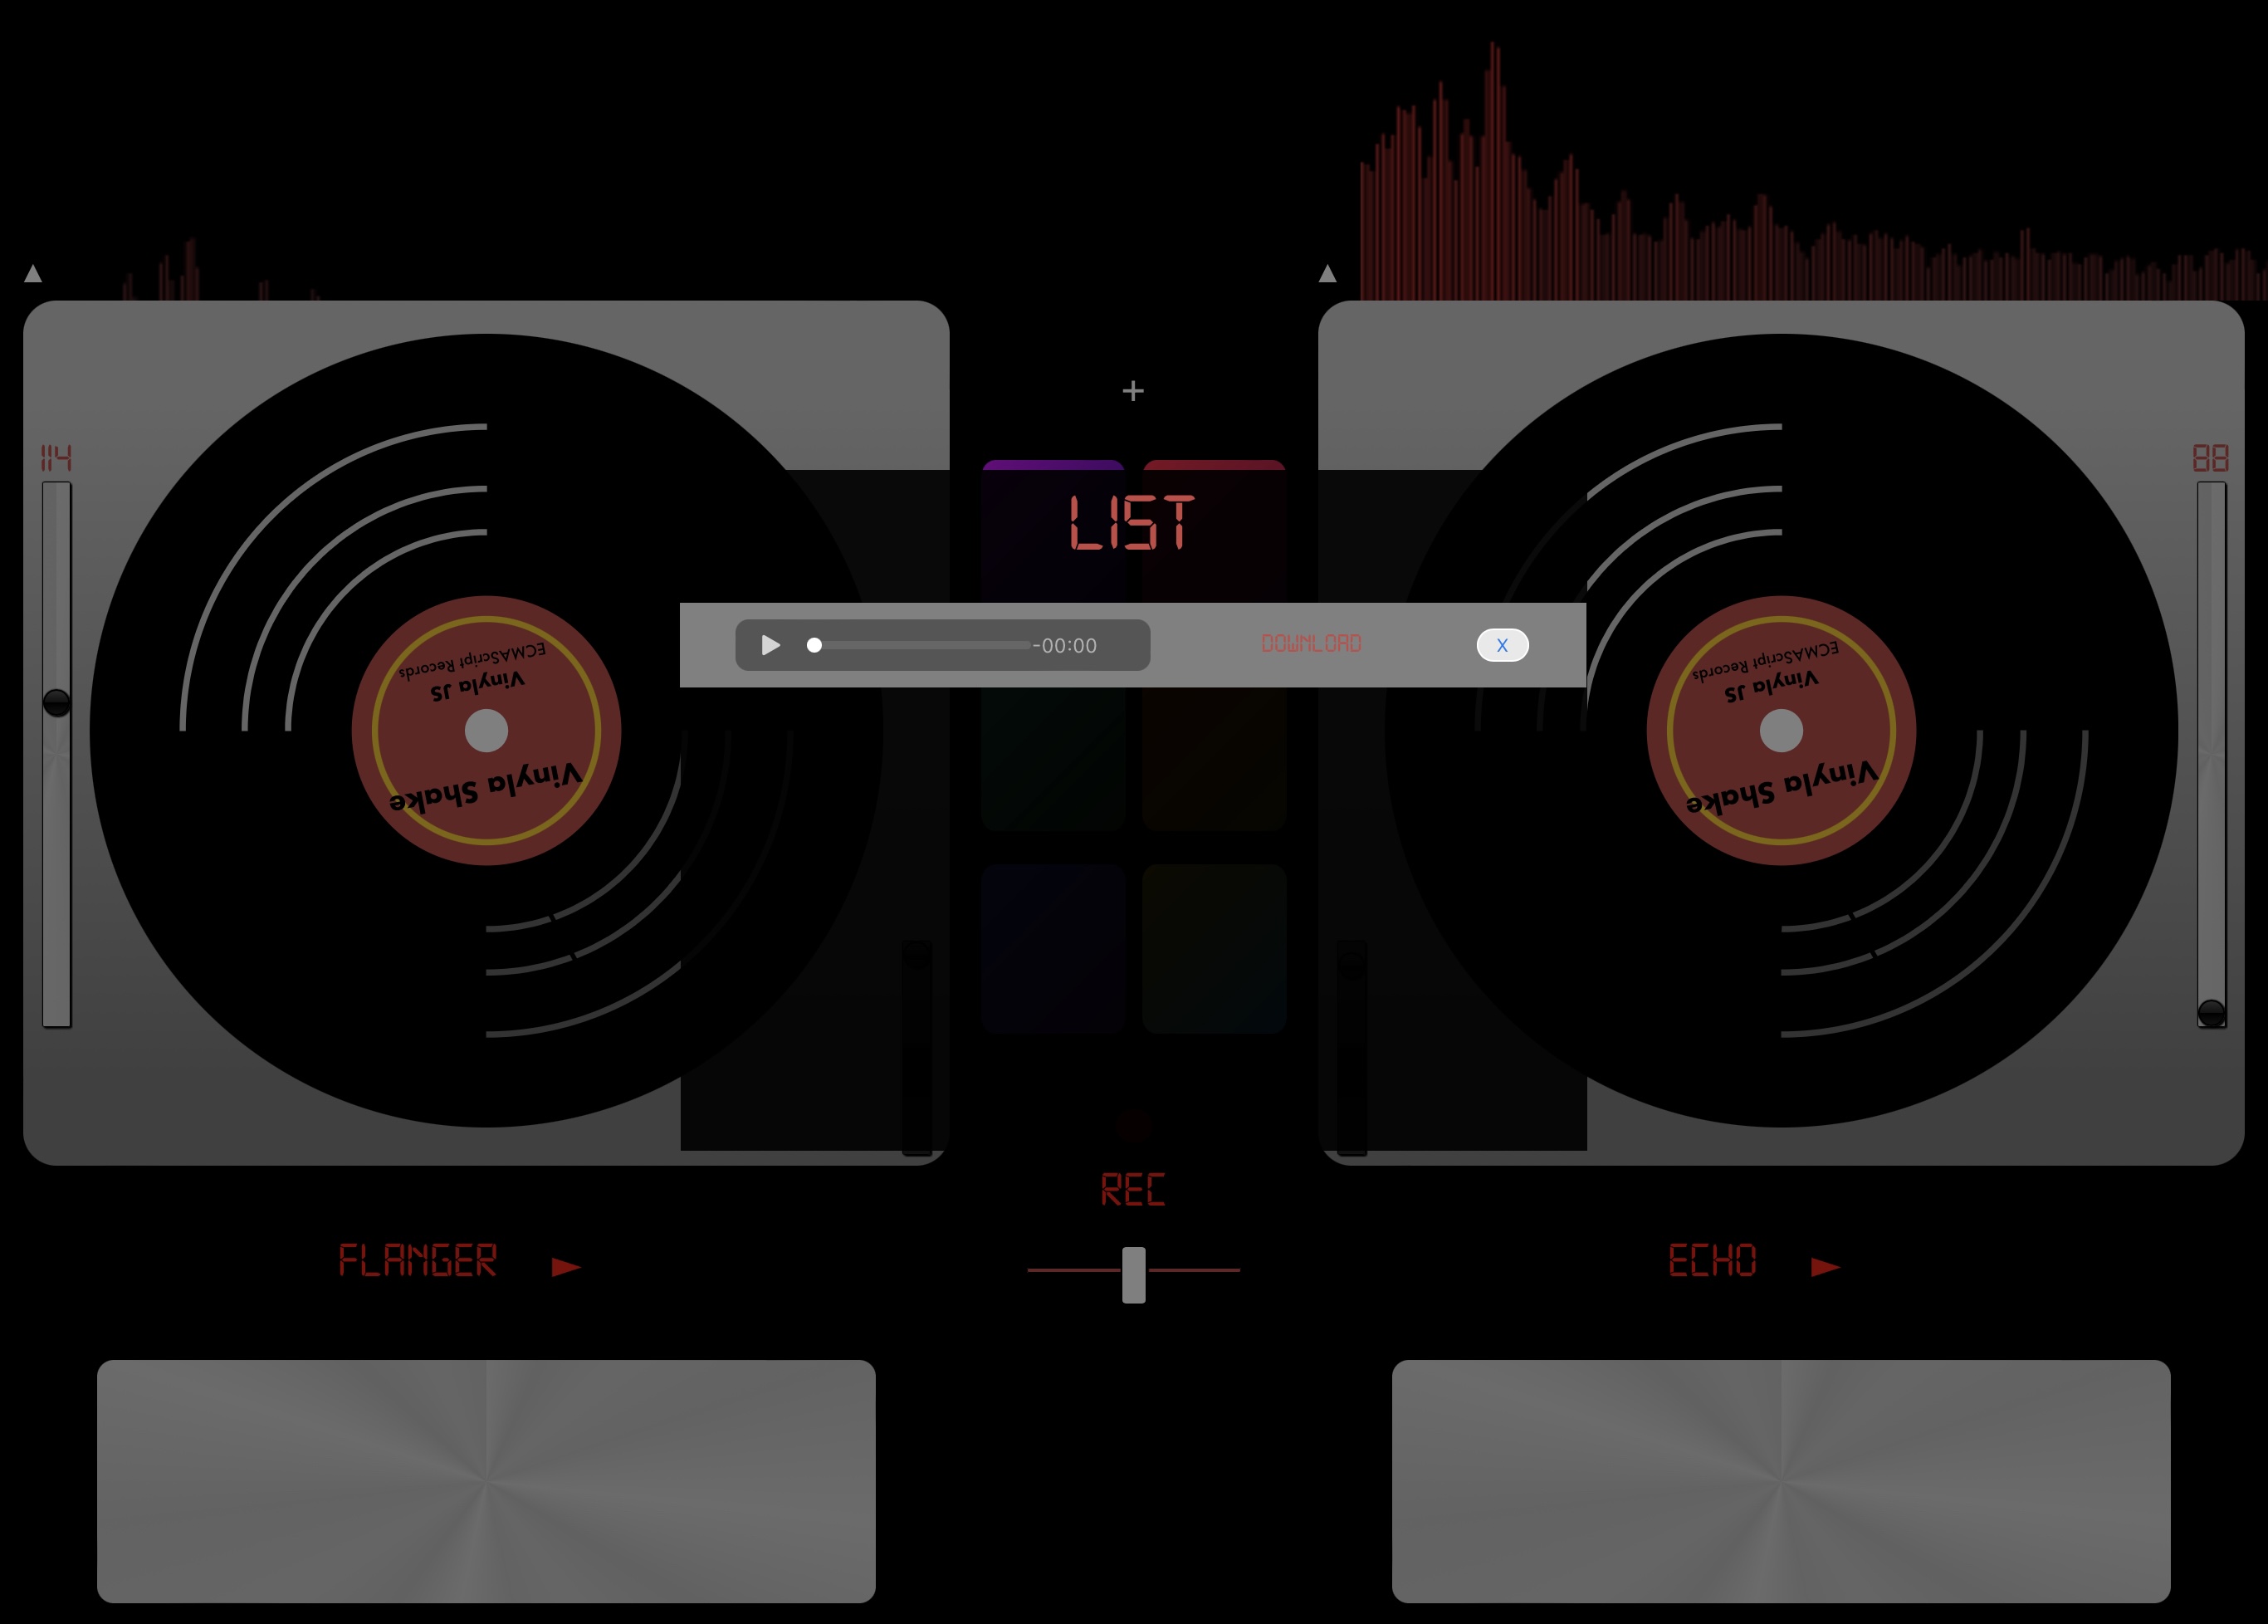 114
88
+
LIST
-00:00
DOWNLOAD
X
ECMAScript Records
Vinyla JS
Vinyla Shake
ECMAScript Records
Vinyla JS
Vinyla Shake
REC
FLANGER
ECHO